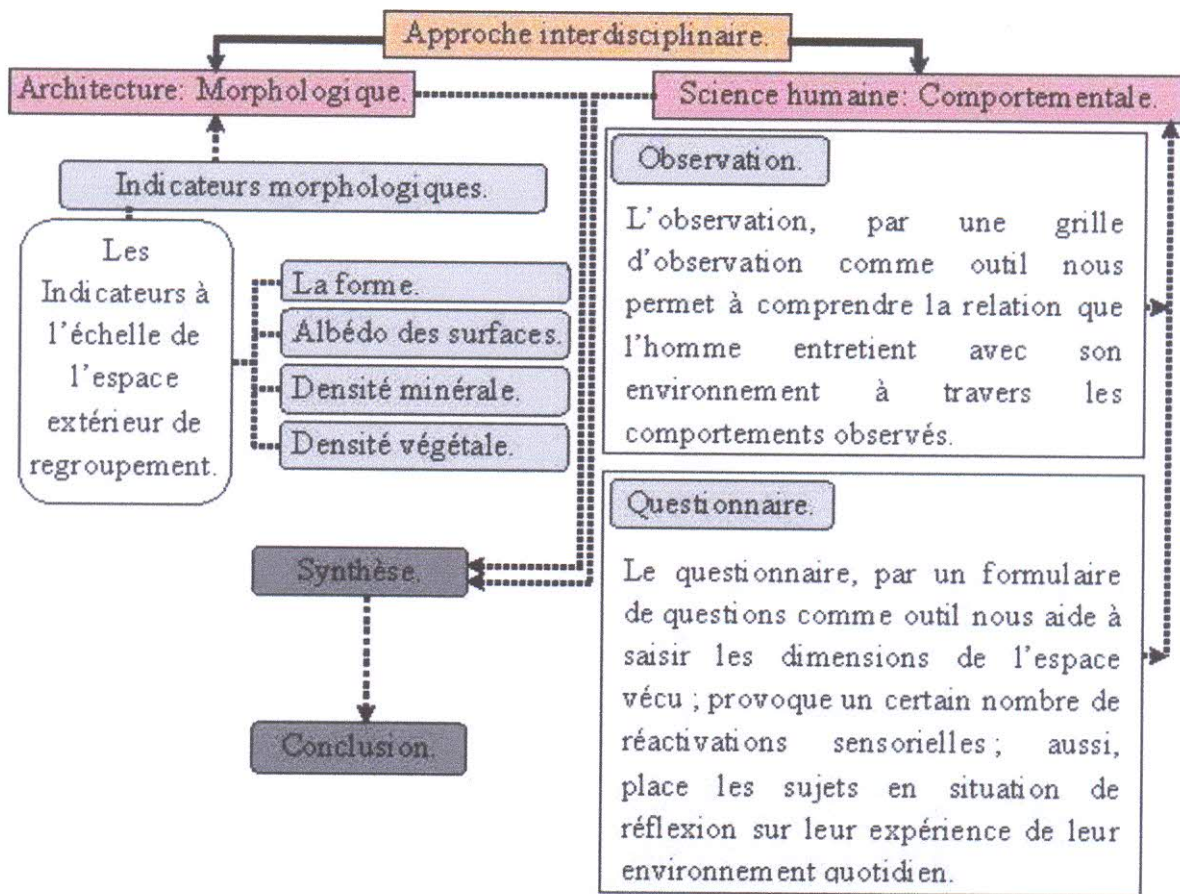 Approche interdisciplinaire.
Architecture: Morphologique.
Science humaine: Comportementale.
Indicateurs morphologiques.
Les
Indicateurs à
l'échelle de
l'espace
extérieur de
regroupement.
La forme.
Albédo des surfaces.
Densité minérale.
Densité végétale.
Synthèse.
Conclusion.
Observation.
L'observation, par une grille
d'observation comme outil nous
permet à comprendre la relation que
l'homme entretient avec son
environnement à travers les
comportements observés.
Questionnaire.
Le questionnaire, par un formulaire
de questions comme outil nous aide à
saisir les dimensions de l'espace
vécu ; provoque un certain nombre de
réactivations sensorielles ; aussi,
place les sujets en situation de
réflexion sur leur expérience de leur
environnement quotidien.